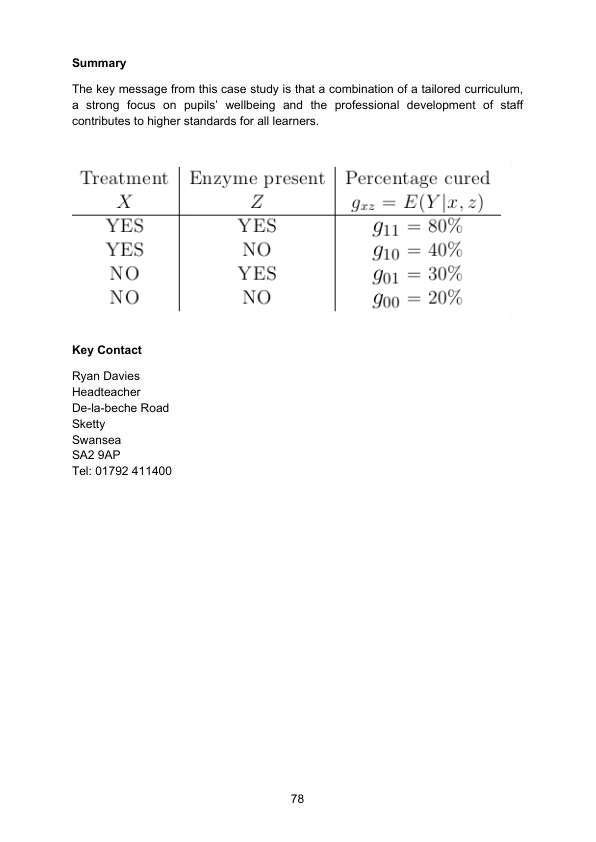 Summary
The key message from this case study is that a combination of a tailored curriculum,
a strong focus on pupils' wellbeing and the professional development of staff
contributes to higher standards for all learners.
Treatment Enzyme present Percentage cured
X Z g_{xz} = E(Y|x, z)
YES YES g_{11} = 80%
YES NO g_{10} = 40%
NO YES g_{01} = 30%
NO NO g_{00} = 20%
Key Contact
Ryan Davies
Headteacher
De-la-beche Road
Sketty
Swansea
SA2 9AP
Tel: 01792 411400
78